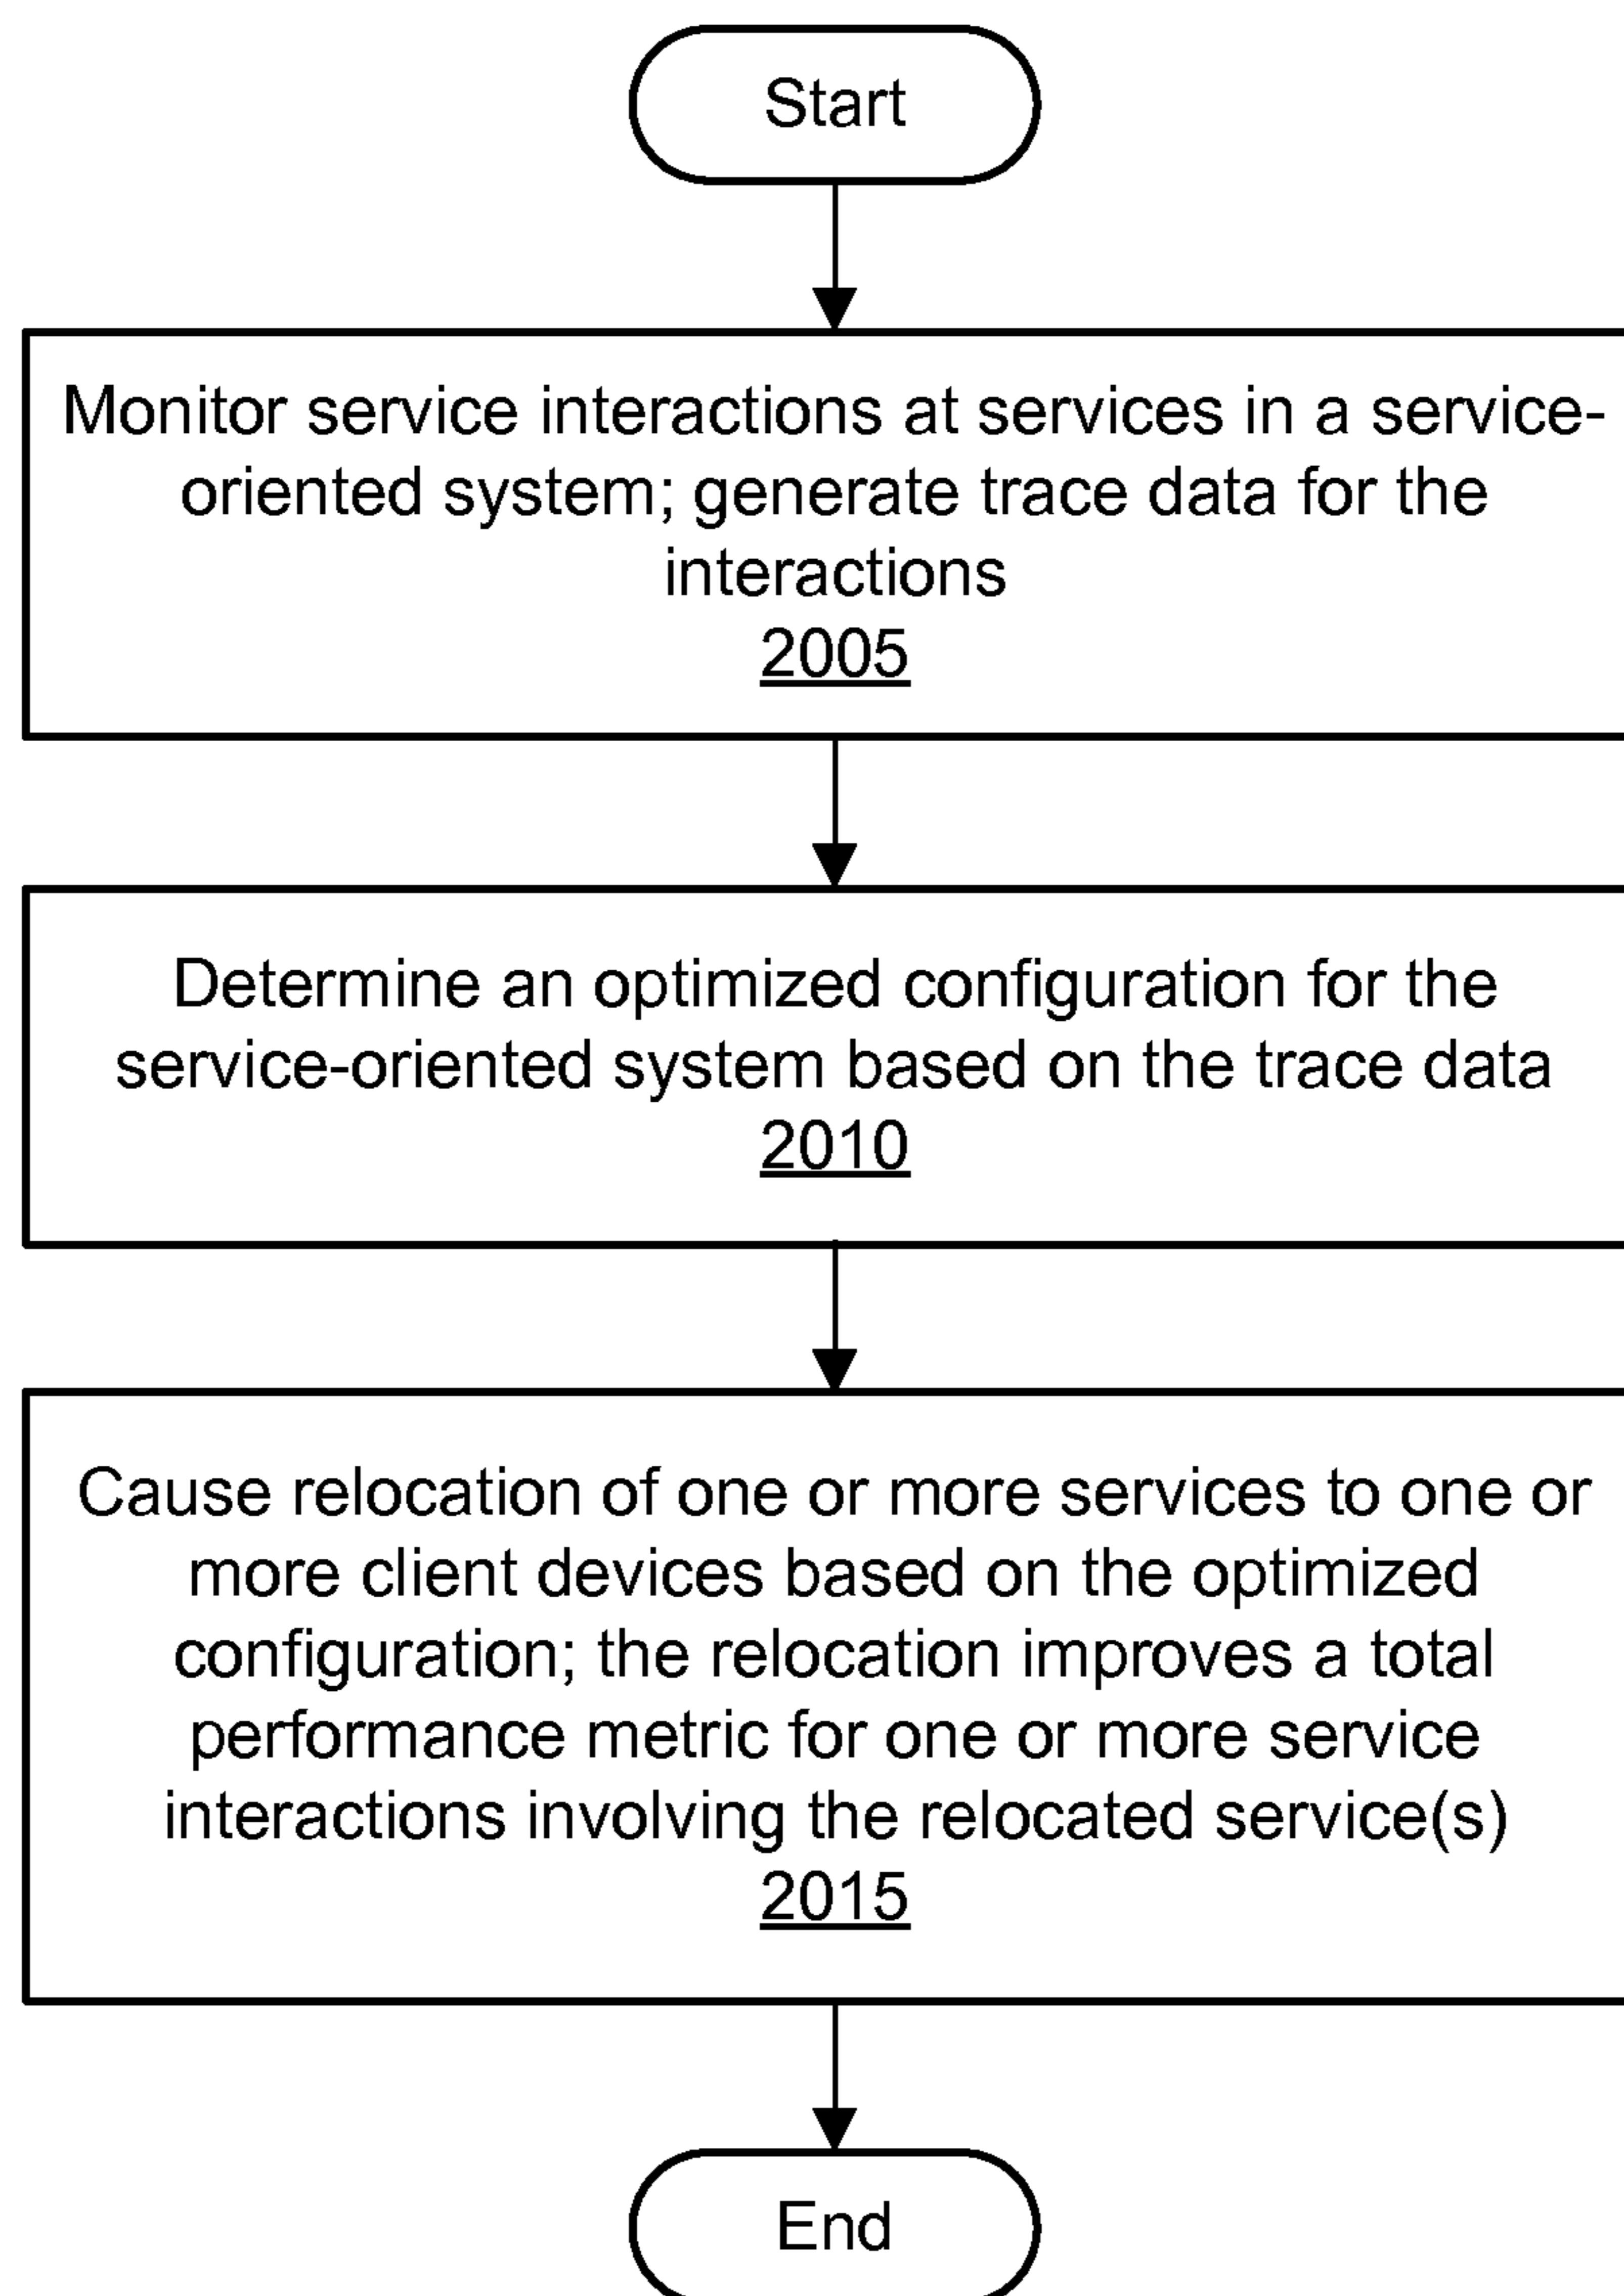 Start
Monitor service interactions at services in a service-
oriented system; generate trace data for the
interactions
2005
Determine an optimized configuration for the
service-oriented system based on the trace data
2010
Cause relocation of one or more services to one or
more client devices based on the optimized
configuration; the relocation improves a total
performance metric for one or more service
interactions involving the relocated service(s)
2015
End